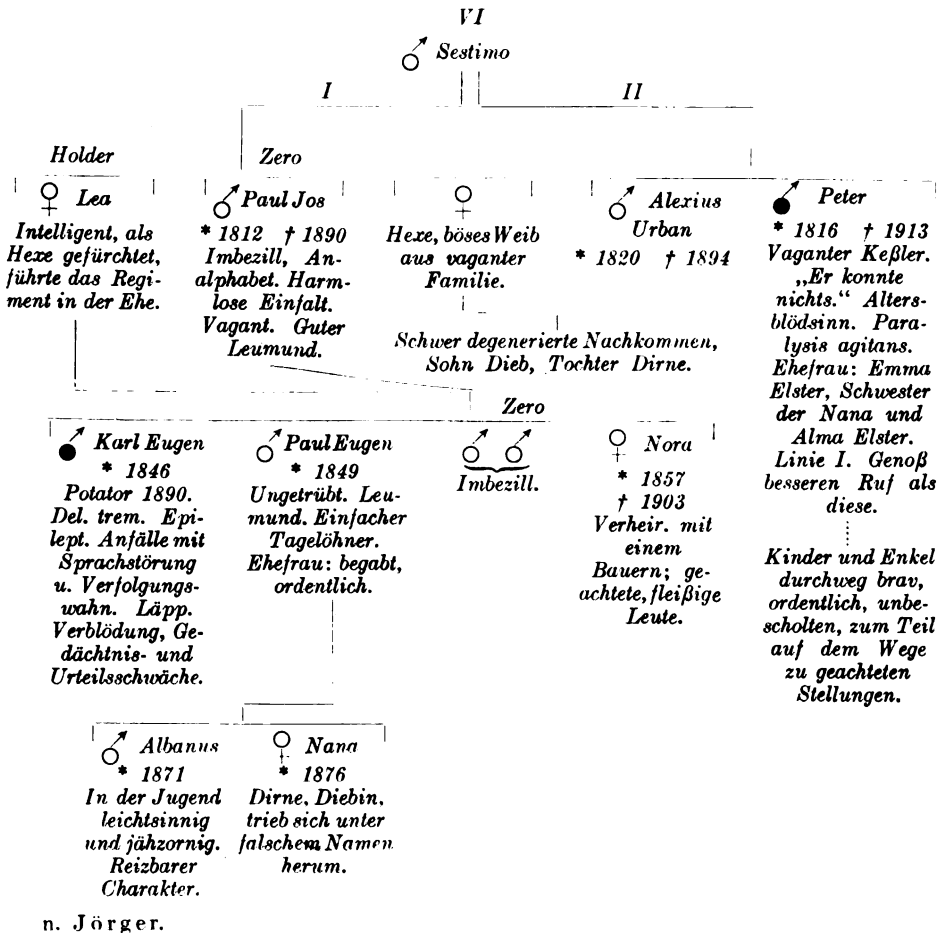 VI
Sestimo
I
II
Holder
Zero
Lea
Intelligent, als
Hexe gefürchtet,
führte das Regi-
ment in der Ehe.
Paul Jos
* 1812 † 1890
Imbezill, An-
alphabet. Harm-
lose Einfalt.
Vagant. Guter
Leumund.
Hexe, böses Weib
aus vaganter
Familie.
Schwer degenerierte Nachkommen,
Sohn Dieb, Tochter Dirne.
Alexius
Urban
* 1820 † 1894
Peter
* 1816 † 1913
Vaganter Keßler.
„Er konnte
nichts.“ Alters-
blödsinn. Para-
lysis agitans.
Ehefrau: Emma
Elster, Schwester
der Nana und
Alma Elster.
Linie I. Genoß
besseren Ruf als
diese.
Kinder und Enkel
durchweg brav,
ordentlich, unbe-
scholten, zum Teil
auf dem Wege
zu geachteten
Stellungen.
Zero
Karl Eugen
* 1846
Potator 1890.
Del. trem. Epi-
lept. Anfälle mit
Sprachstörung
u. Verfolgungs-
wahn. Läpp.
Verblödung, Ge-
dächtnis- und
Urteilsschwäche.
Paul Eugen
* 1849
Ungetrübt. Leu-
mund. Einfacher
Tagelöhner.
Ehefrau: begabt,
ordentlich.
Imbezill.
Nora
* 1857
† 1903
Verheir. mit
einem
Bauern; ge-
achtete, fleißige
Leute.
Albanus
* 1871
In der Jugend
leichtsinnig
und jähzornig.
Reizbarer
Charakter.
Nana
* 1876
Dirne, Diebin,
trieb sich unter
falschem Namen
herum.
n. Jörger.